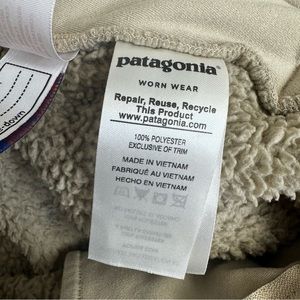 patagonia®
WORN WEAR
Repair, Reuse, Recycle
This Product
www.patagonia.com
100% POLYESTER
EXCLUSIVE OF TRIM
MADE IN VIETNAM
FABRIQUÉ AU VIETNAM
HECHO EN VIETNAM
-down